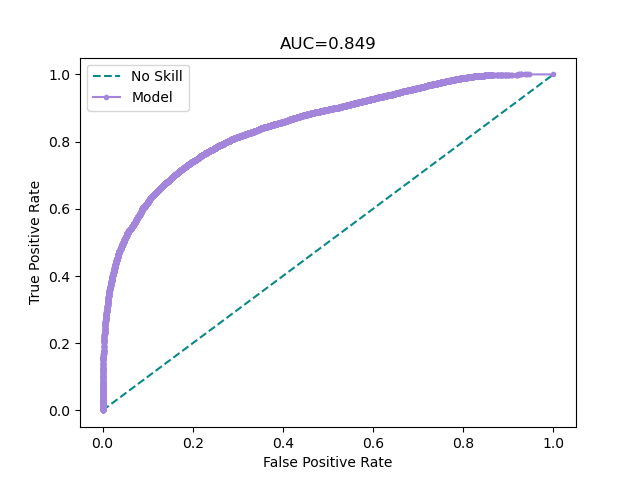 AUC=0.849
No Skill
Model
True Positive Rate
1.0
0.8
0.6
0.4
0.2
0.0
0.0 0.2 0.4 0.6 0.8 1.0
False Positive Rate